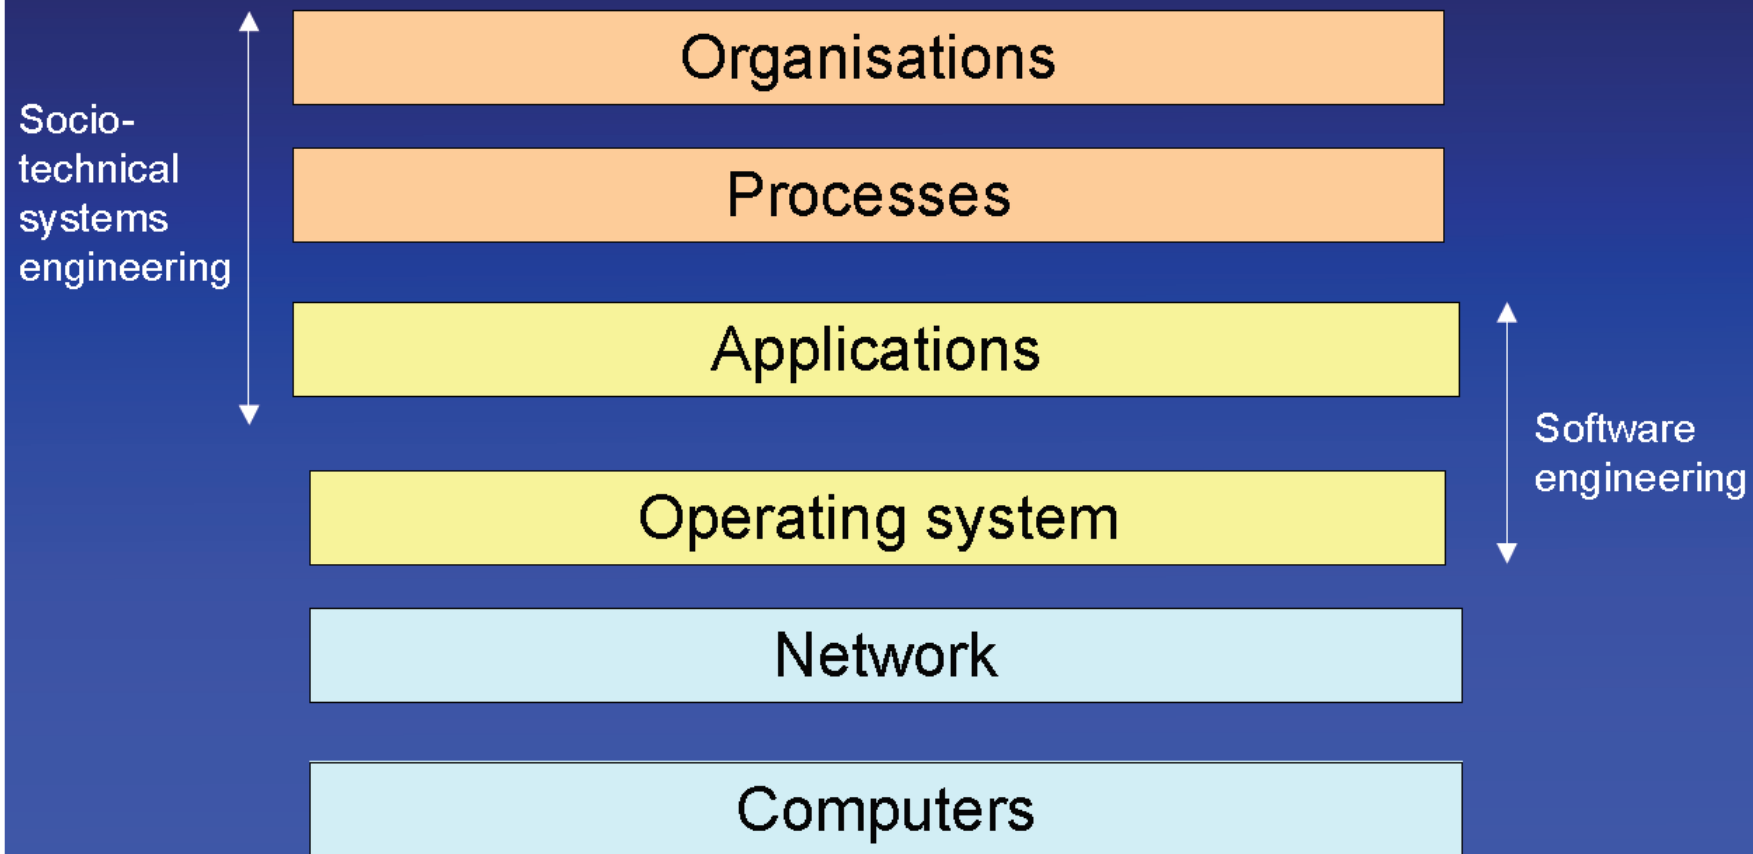 Organisations
Socio-
technical
systems
engineering
Processes
Applications
Software
engineering
Operating system
Network
Computers